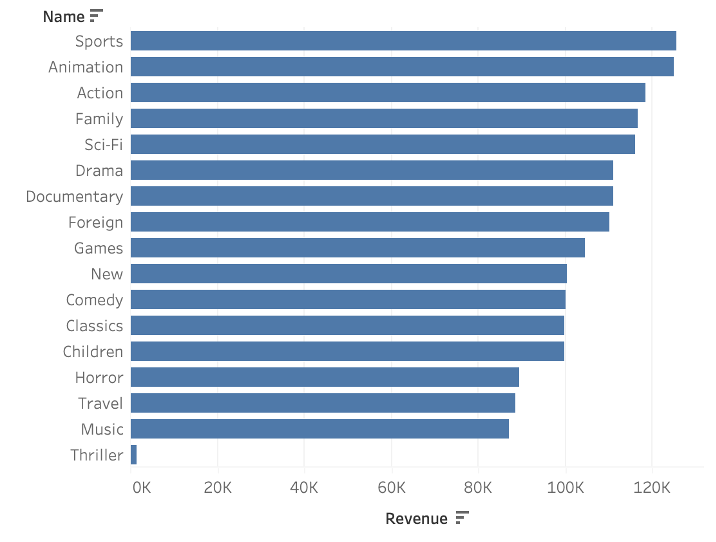 Name
Sports
Animation
Action
Family
Sci-Fi
Drama
Documentary
Foreign
Games
New
Comedy
Classics
Children
Horror
Travel
Music
Thriller
0K 20K 40K 60K 80K 100K 120K
Revenue